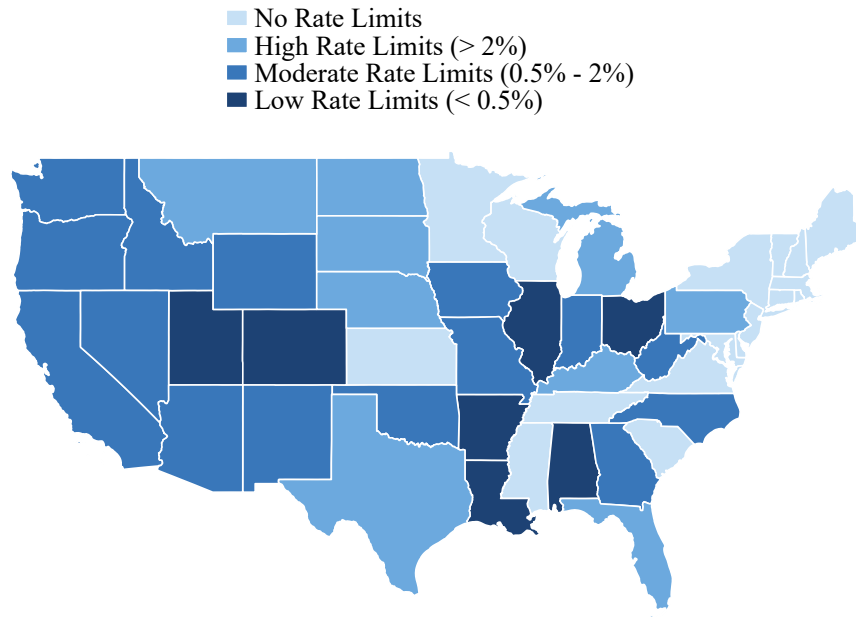 No Rate Limits
High Rate Limits (> 2%)
Moderate Rate Limits (0.5% - 2%)
Low Rate Limits (< 0.5%)